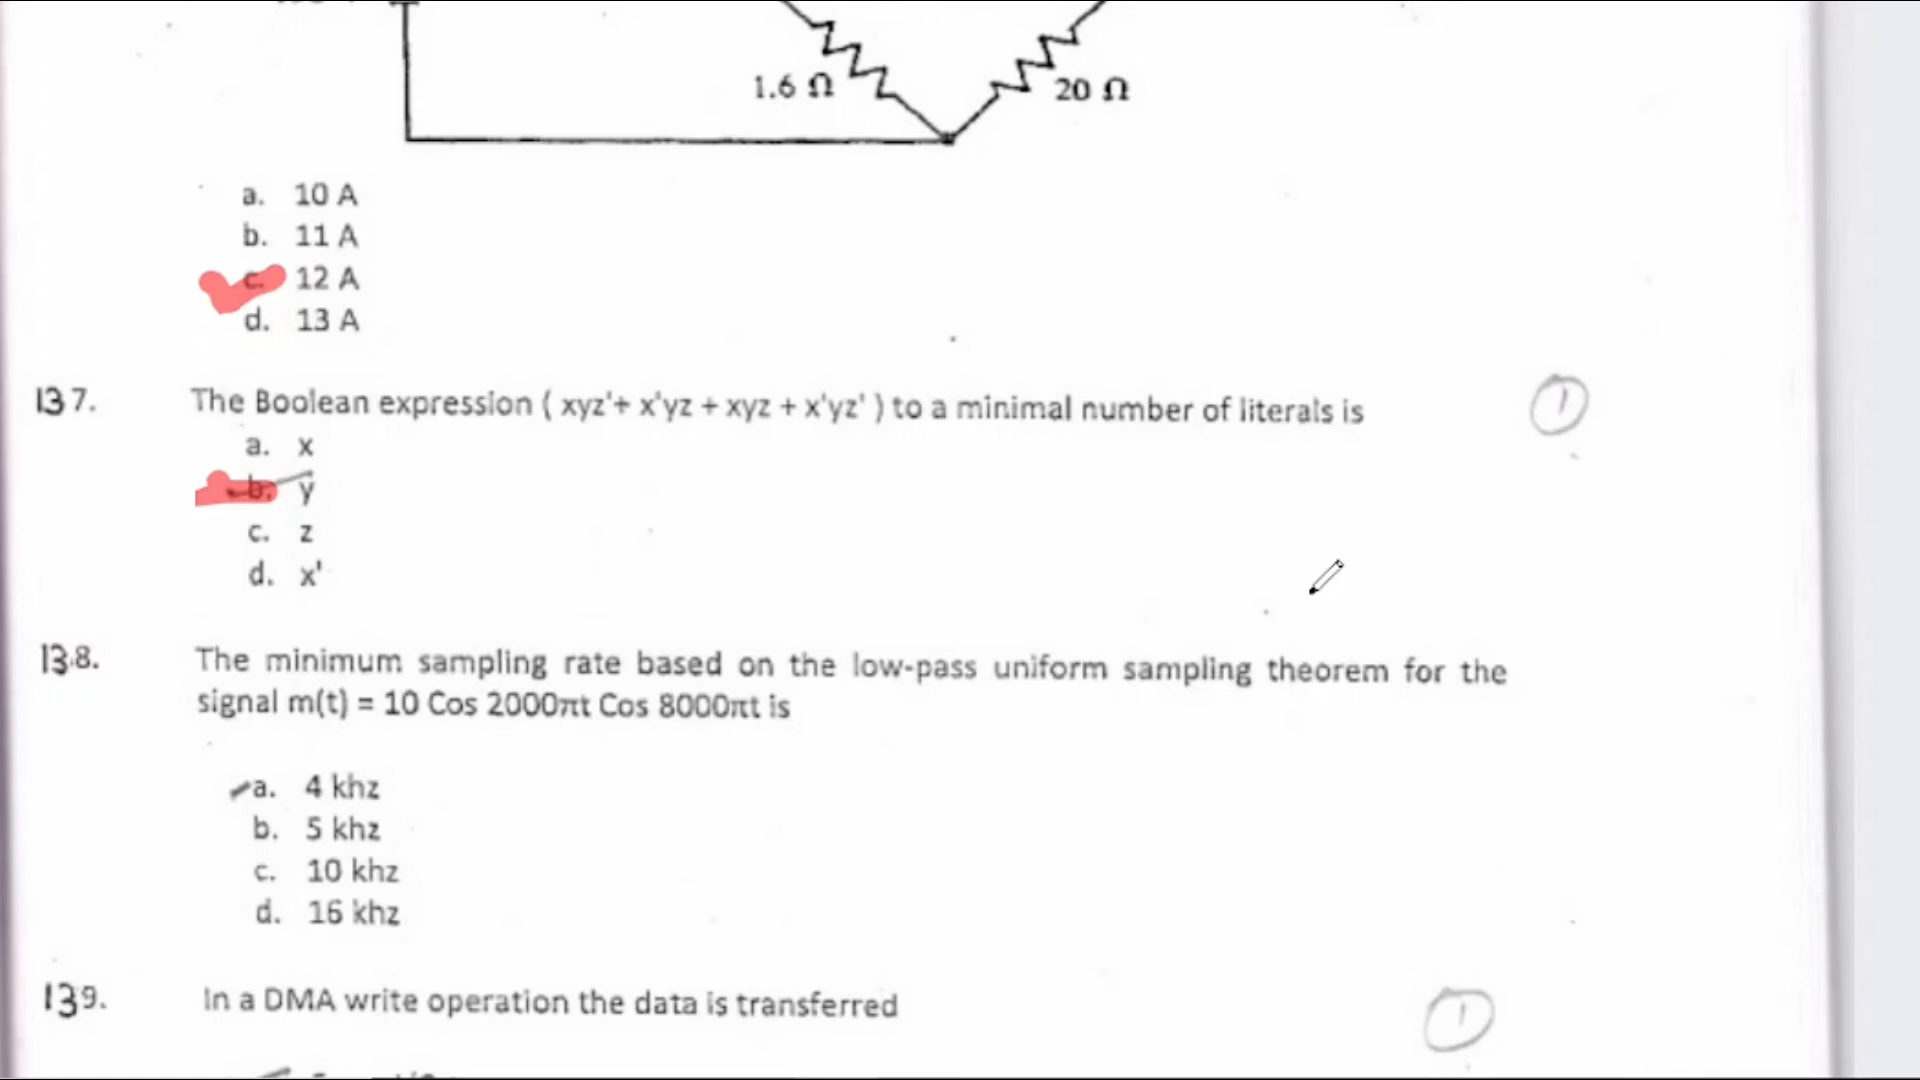 1.6 Ω
20 Ω
a. 10 A
b. 11 A
c. 12 A
d. 13 A
137. The Boolean expression ( xyz'+ x'yz + xyz + x'yz' ) to a minimal number of literals is
1
a. x
b. y
c. z
d. x'
138. The minimum sampling rate based on the low-pass uniform sampling theorem for the
signal m(t) = 10 Cos 2000πt Cos 8000πt is
a. 4 khz
b. 5 khz
c. 10 khz
d. 16 khz
139. In a DMA write operation the data is transferred
1